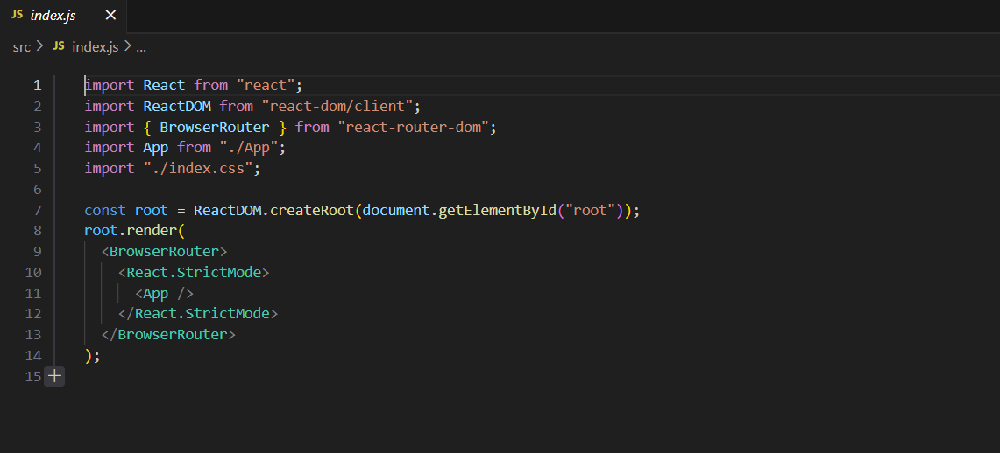 JS index.js ×
src > JS index.js > ...
1 import React from "react";
2 import ReactDOM from "react-dom/client";
3 import { BrowserRouter } from "react-router-dom";
4 import App from "./App";
5 import "./index.css";
6
7 const root = ReactDOM.createRoot(document.getElementById("root"));
8 root.render(
9   <BrowserRouter>
10     <React.StrictMode>
11       <App />
12     </React.StrictMode>
13   </BrowserRouter>
14 );
15 +